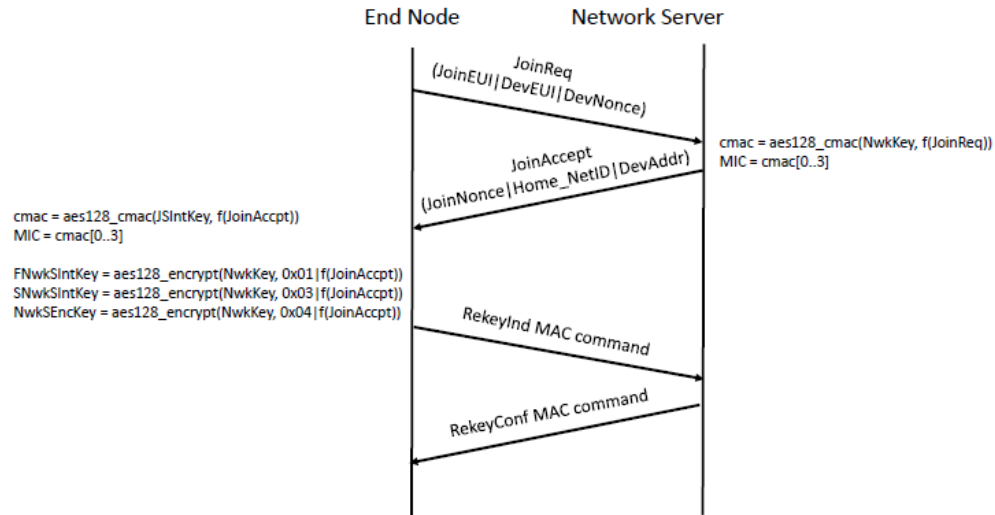 End Node
Network Server
JoinReq
(JoinEUI|DevEUI|DevNonce)
cmac = aes128_cmac(NwkKey, f(JoinReq))
MIC = cmac[0..3]
JoinAccept
(JoinNonce|Home_NetID|DevAddr)
cmac = aes128_cmac(JSIntKey, f(JoinAccpt))
MIC = cmac[0..3]
FNwkSIntKey = aes128_encrypt(NwkKey, 0x01|f(JoinAccpt))
SNwkSIntKey = aes128_encrypt(NwkKey, 0x03|f(JoinAccpt))
NwkSEncKey = aes128_encrypt(NwkKey, 0x04|f(JoinAccpt))
RekeyInd MAC command
RekeyConf MAC command